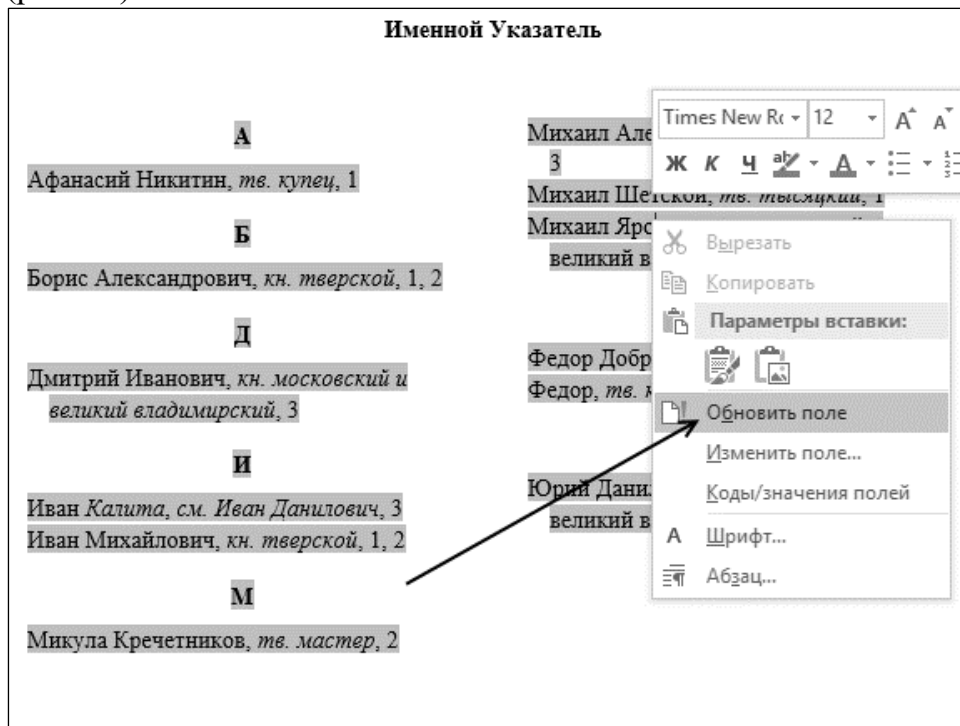 Именной Указатель
А
Афанасий Никитин, тв. купец, 1
Б
Борис Александрович, кн. тверской, 1, 2
Д
Дмитрий Иванович, кн. московский и
великий владимирский, 3
И
Иван Калита, см. Иван Данилович, 3
Иван Михайлович, кн. тверской, 1, 2
М
Микула Кречетников, тв. мастер, 2
Михаил Але
3
Михаил Шетской, тв. тысяцкий, 1
Михаил Яро
великий в
Федор Добр
Федор, тв. к
Юрий Дани
великий в
Times New Rc 12 A A
Ж К Ч ab A
Вырезать
Копировать
Параметры вставки:
Обновить поле
Изменить поле...
Коды/значения полей
А Шрифт...
Абзац...